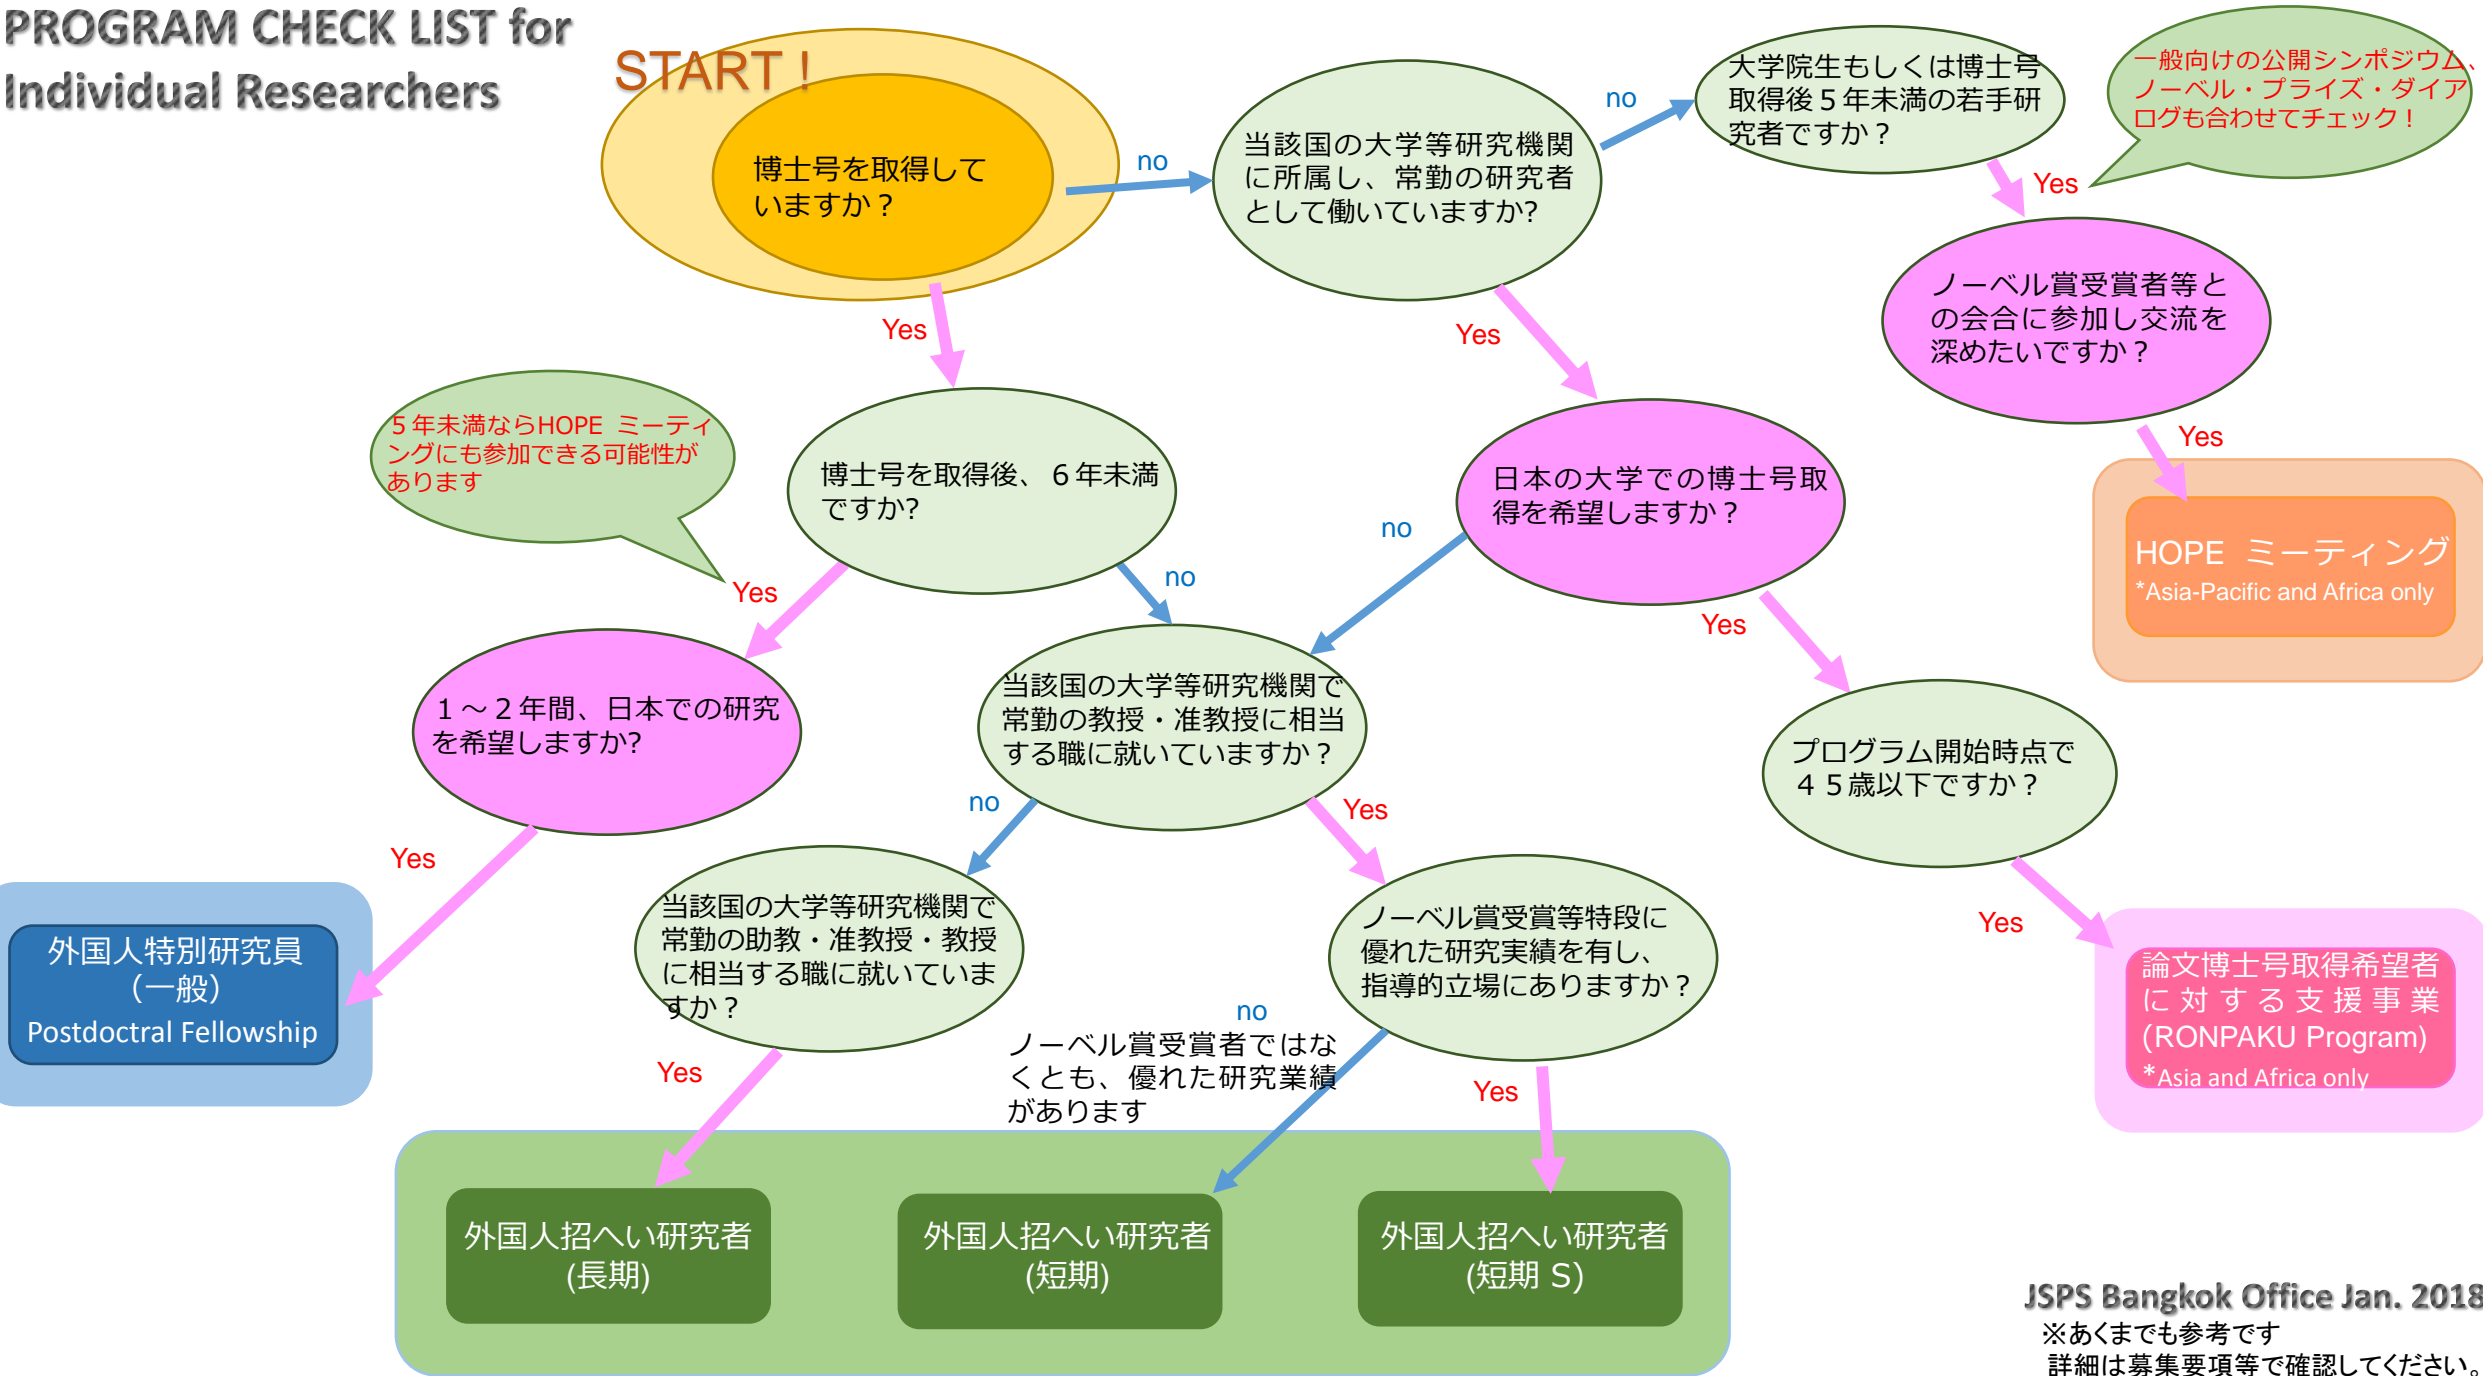 PROGRAM CHECK LIST for
Individual Researchers
START！
博士号を取得して
いますか？
no
当該国の大学等研究機関
に所属し、常勤の研究者
として働いていますか?
no
大学院生もしくは博士号
取得後５年未満の若手研
究者ですか？
一般向けの公開シンポジウム、
ノーベル・プライズ・ダイア
ログも合わせてチェック！
Yes
ノーベル賞受賞者等と
の会合に参加し交流を
深めたいですか？
Yes
HOPE ミーティング
*Asia-Pacific and Africa only
Yes
Yes
５年未満ならHOPE ミーティ
ングにも参加できる可能性が
あります
博士号を取得後、６年未満
ですか?
日本の大学での博士号取
得を希望しますか？
no
Yes
no
Yes
１～２年間、日本での研究
を希望しますか?
当該国の大学等研究機関で
常勤の教授・准教授に相当
する職に就いていますか？
プログラム開始時点で
４５歳以下ですか？
no
Yes
Yes
Yes
外国人特別研究員
（一般）
Postdoctral Fellowship
当該国の大学等研究機関で
常勤の助教・准教授・教授
に相当する職に就いていま
すか？
ノーベル賞受賞等特段に
優れた研究実績を有し、
指導的立場にありますか？
論文博士号取得希望者
に対する支援事業
(RONPAKU Program)
*Asia and Africa only
no
ノーベル賞受賞者ではな
くとも、優れた研究業績
があります
Yes
Yes
外国人招へい研究者
(長期)
外国人招へい研究者
(短期)
外国人招へい研究者
(短期 S)
JSPS Bangkok Office Jan. 2018
※あくまでも参考です
詳細は募集要項等で確認してください。